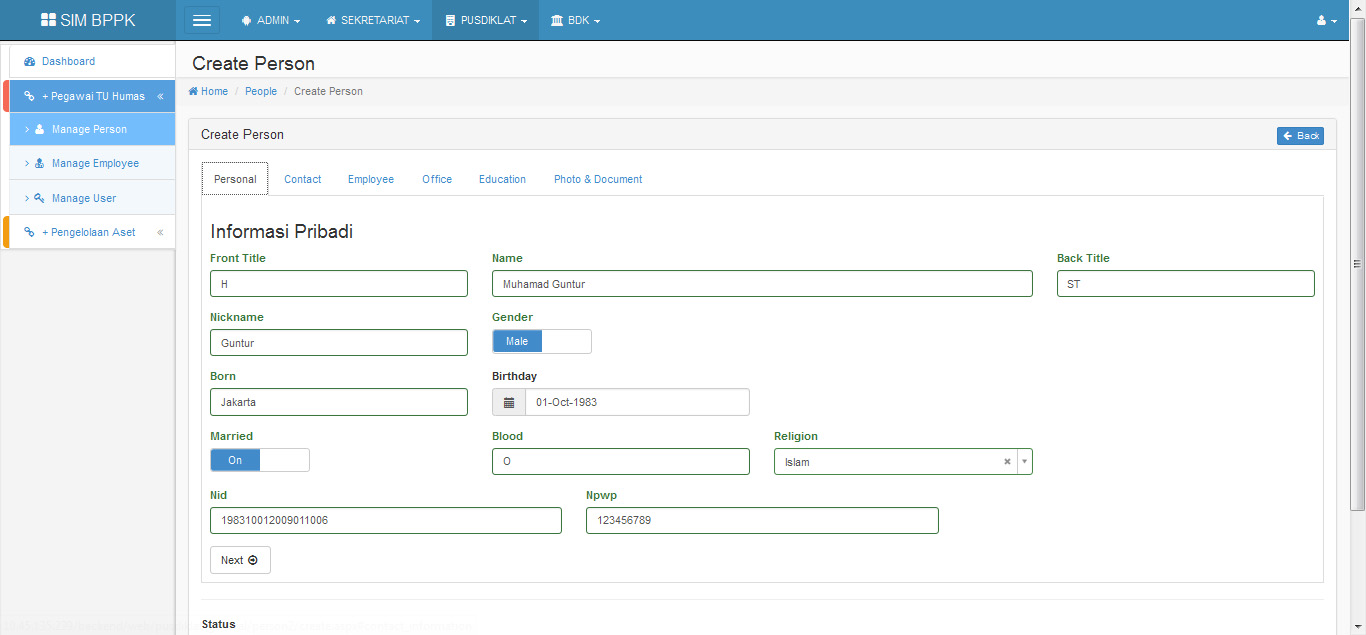 SIM BPPK
ADMIN SEKRETARIAT PUSDIKLAT BDK
Dashboard
+ Pegawai TU Humas «
> Manage Person
> Manage Employee
> Manage User
+ Pengelolaan Aset «
Create Person
Home / People / Create Person
Create Person Back
Personal Contact Employee Office Education Photo & Document
Informasi Pribadi
Front Title Name Back Title
H Muhamad Guntur ST
Nickname Gender
Guntur Male
Born Birthday
Jakarta 01-Oct-1983
Married Blood Religion
On O Islam ×
Nid Npwp
198310012009011006 123456789
Next
Status